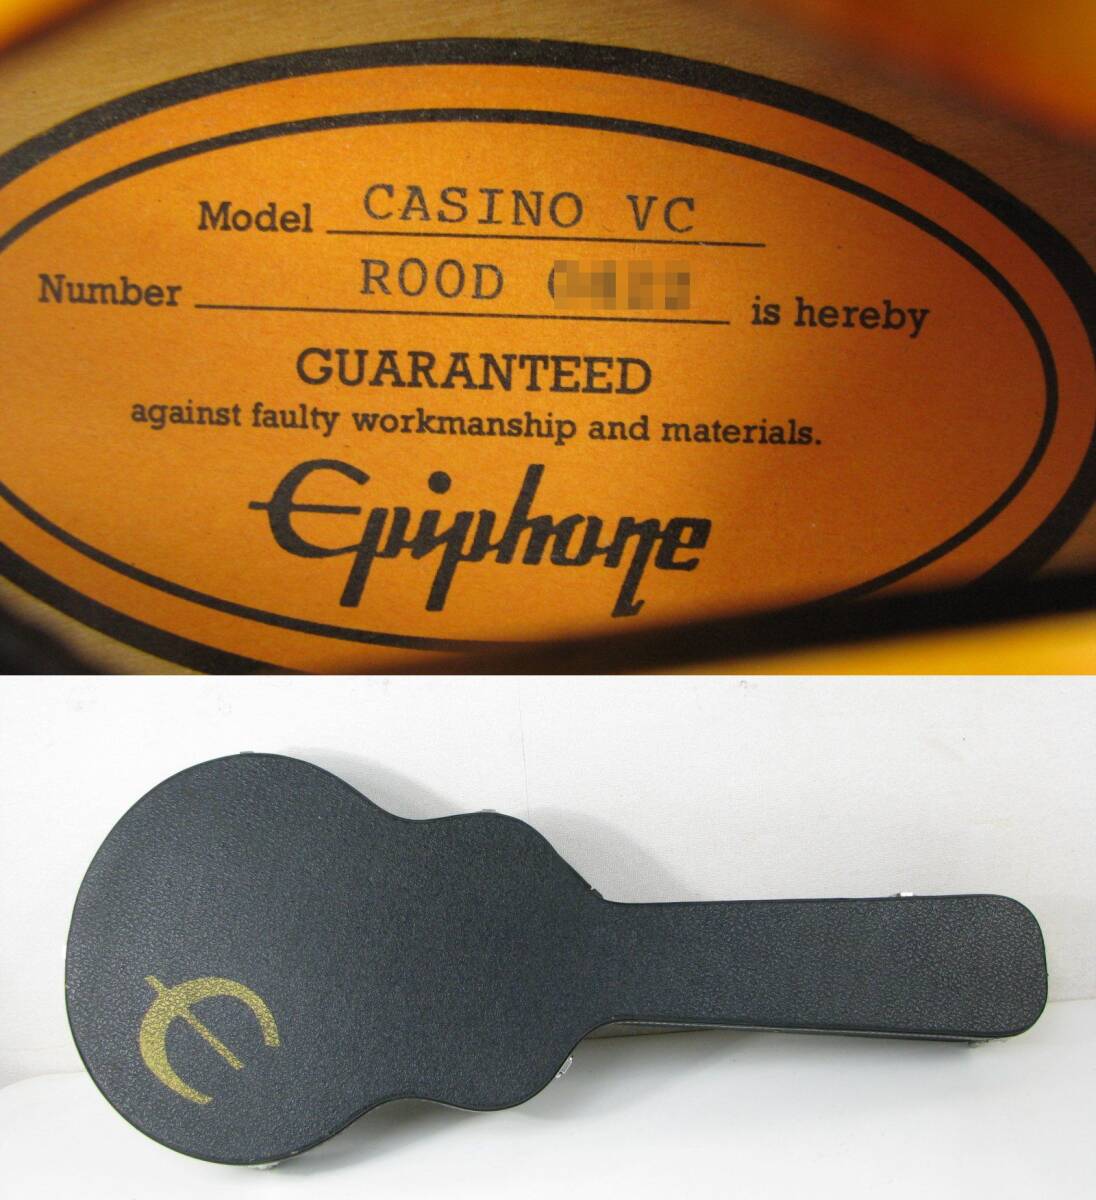 Model CASINO VC
Number ROOD is hereby
GUARANTEED
against faulty workmanship and materials.
Epiphone